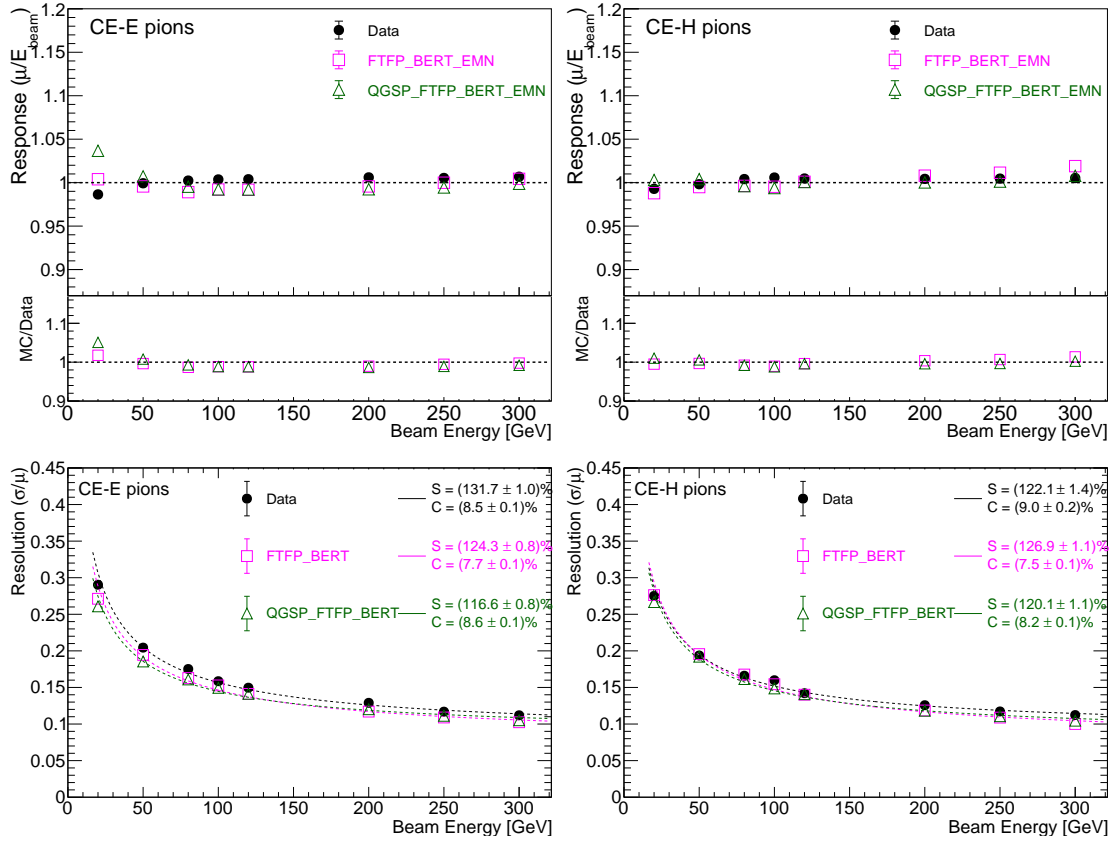 CE-E pions
Data
FTFP_BERT_EMN
QGSP_FTFP_BERT_EMN
Response (μ/E_beam)
1.2
1.15
1.1
1.05
1
0.95
0.9
MC/Data
1.1
1
0.9
0 50 100 150 200 250 300
Beam Energy [GeV]
CE-H pions
Data
FTFP_BERT_EMN
QGSP_FTFP_BERT_EMN
Response (μ/E_beam)
1.2
1.15
1.1
1.05
1
0.95
0.9
MC/Data
1.1
1
0.9
0 50 100 150 200 250 300
Beam Energy [GeV]
CE-E pions
Data
S = (131.7 ± 1.0)%
C = (8.5 ± 0.1)%
FTFP_BERT
S = (124.3 ± 0.8)%
C = (7.7 ± 0.1)%
QGSP_FTFP_BERT
S = (116.6 ± 0.8)%
C = (8.6 ± 0.1)%
Resolution (σ/μ)
0.45
0.4
0.35
0.3
0.25
0.2
0.15
0.1
0.05
0
0 50 100 150 200 250 300
Beam Energy [GeV]
CE-H pions
Data
S = (122.1 ± 1.4)%
C = (9.0 ± 0.2)%
FTFP_BERT
S = (126.9 ± 1.1)%
C = (7.5 ± 0.1)%
QGSP_FTFP_BERT
S = (120.1 ± 1.1)%
C = (8.2 ± 0.1)%
Resolution (σ/μ)
0.45
0.4
0.35
0.3
0.25
0.2
0.15
0.1
0.05
0
0 50 100 150 200 250 300
Beam Energy [GeV]